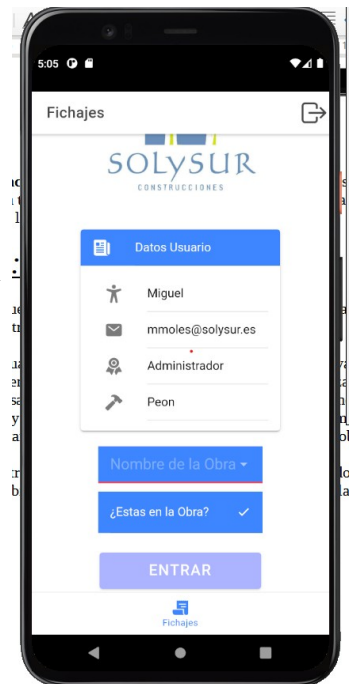 5:05
Fichajes
SOLYSUR
CONSTRUCCIONES
Datos Usuario
Miguel
mmoles@solysur.es
Administrador
Peon
Nombre de la Obra
¿Estas en la Obra?
ENTRAR
Fichajes